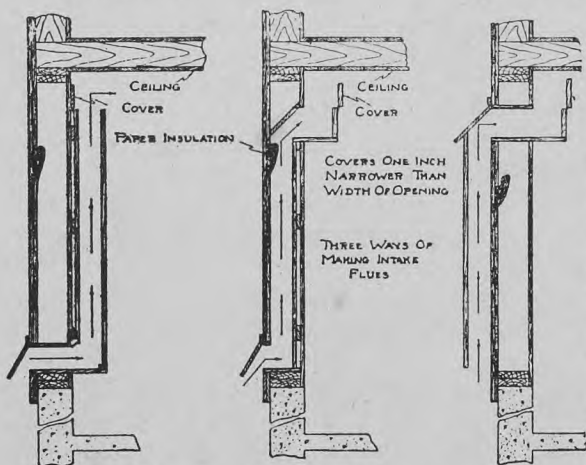 CEILING
COVER
PAPER INSULATION
CEILING
COVER
COVERS ONE INCH
NARROWER THAN
WIDTH OF OPENING
THREE WAYS OF
MAKING INTAKE
FLUES